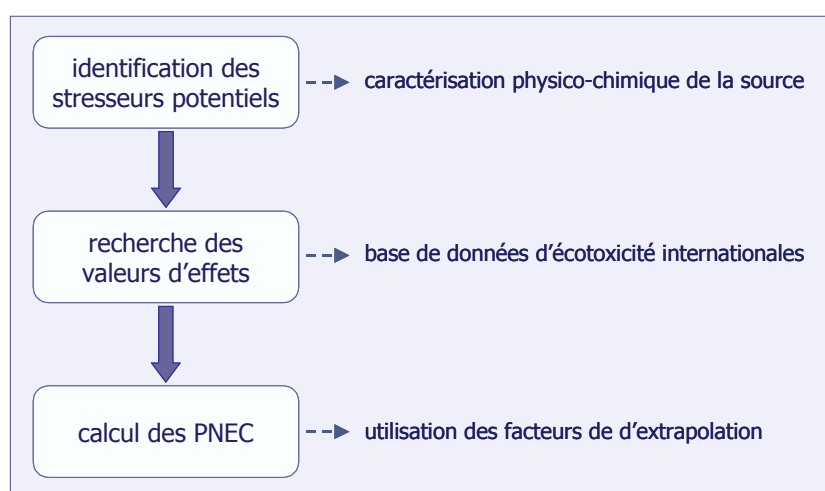 identification des
stresseurs potentiels
caractérisation physico-chimique de la source
recherche des
valeurs d'effets
base de données d'écotoxicité internationales
calcul des PNEC
utilisation des facteurs de d'extrapolation